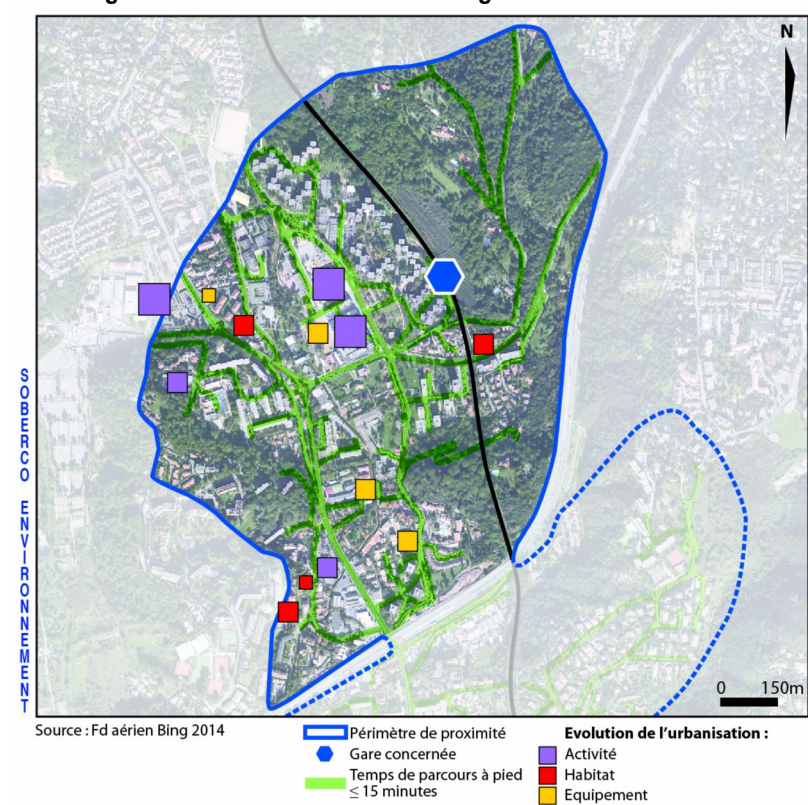 N
SOBERCO ENVIRONNEMENT
0 150m
Source : Fd aérien Bing 2014
Périmètre de proximité
Gare concernée
Temps de parcours à pied
≤ 15 minutes
Evolution de l'urbanisation :
Activité
Habitat
Equipement